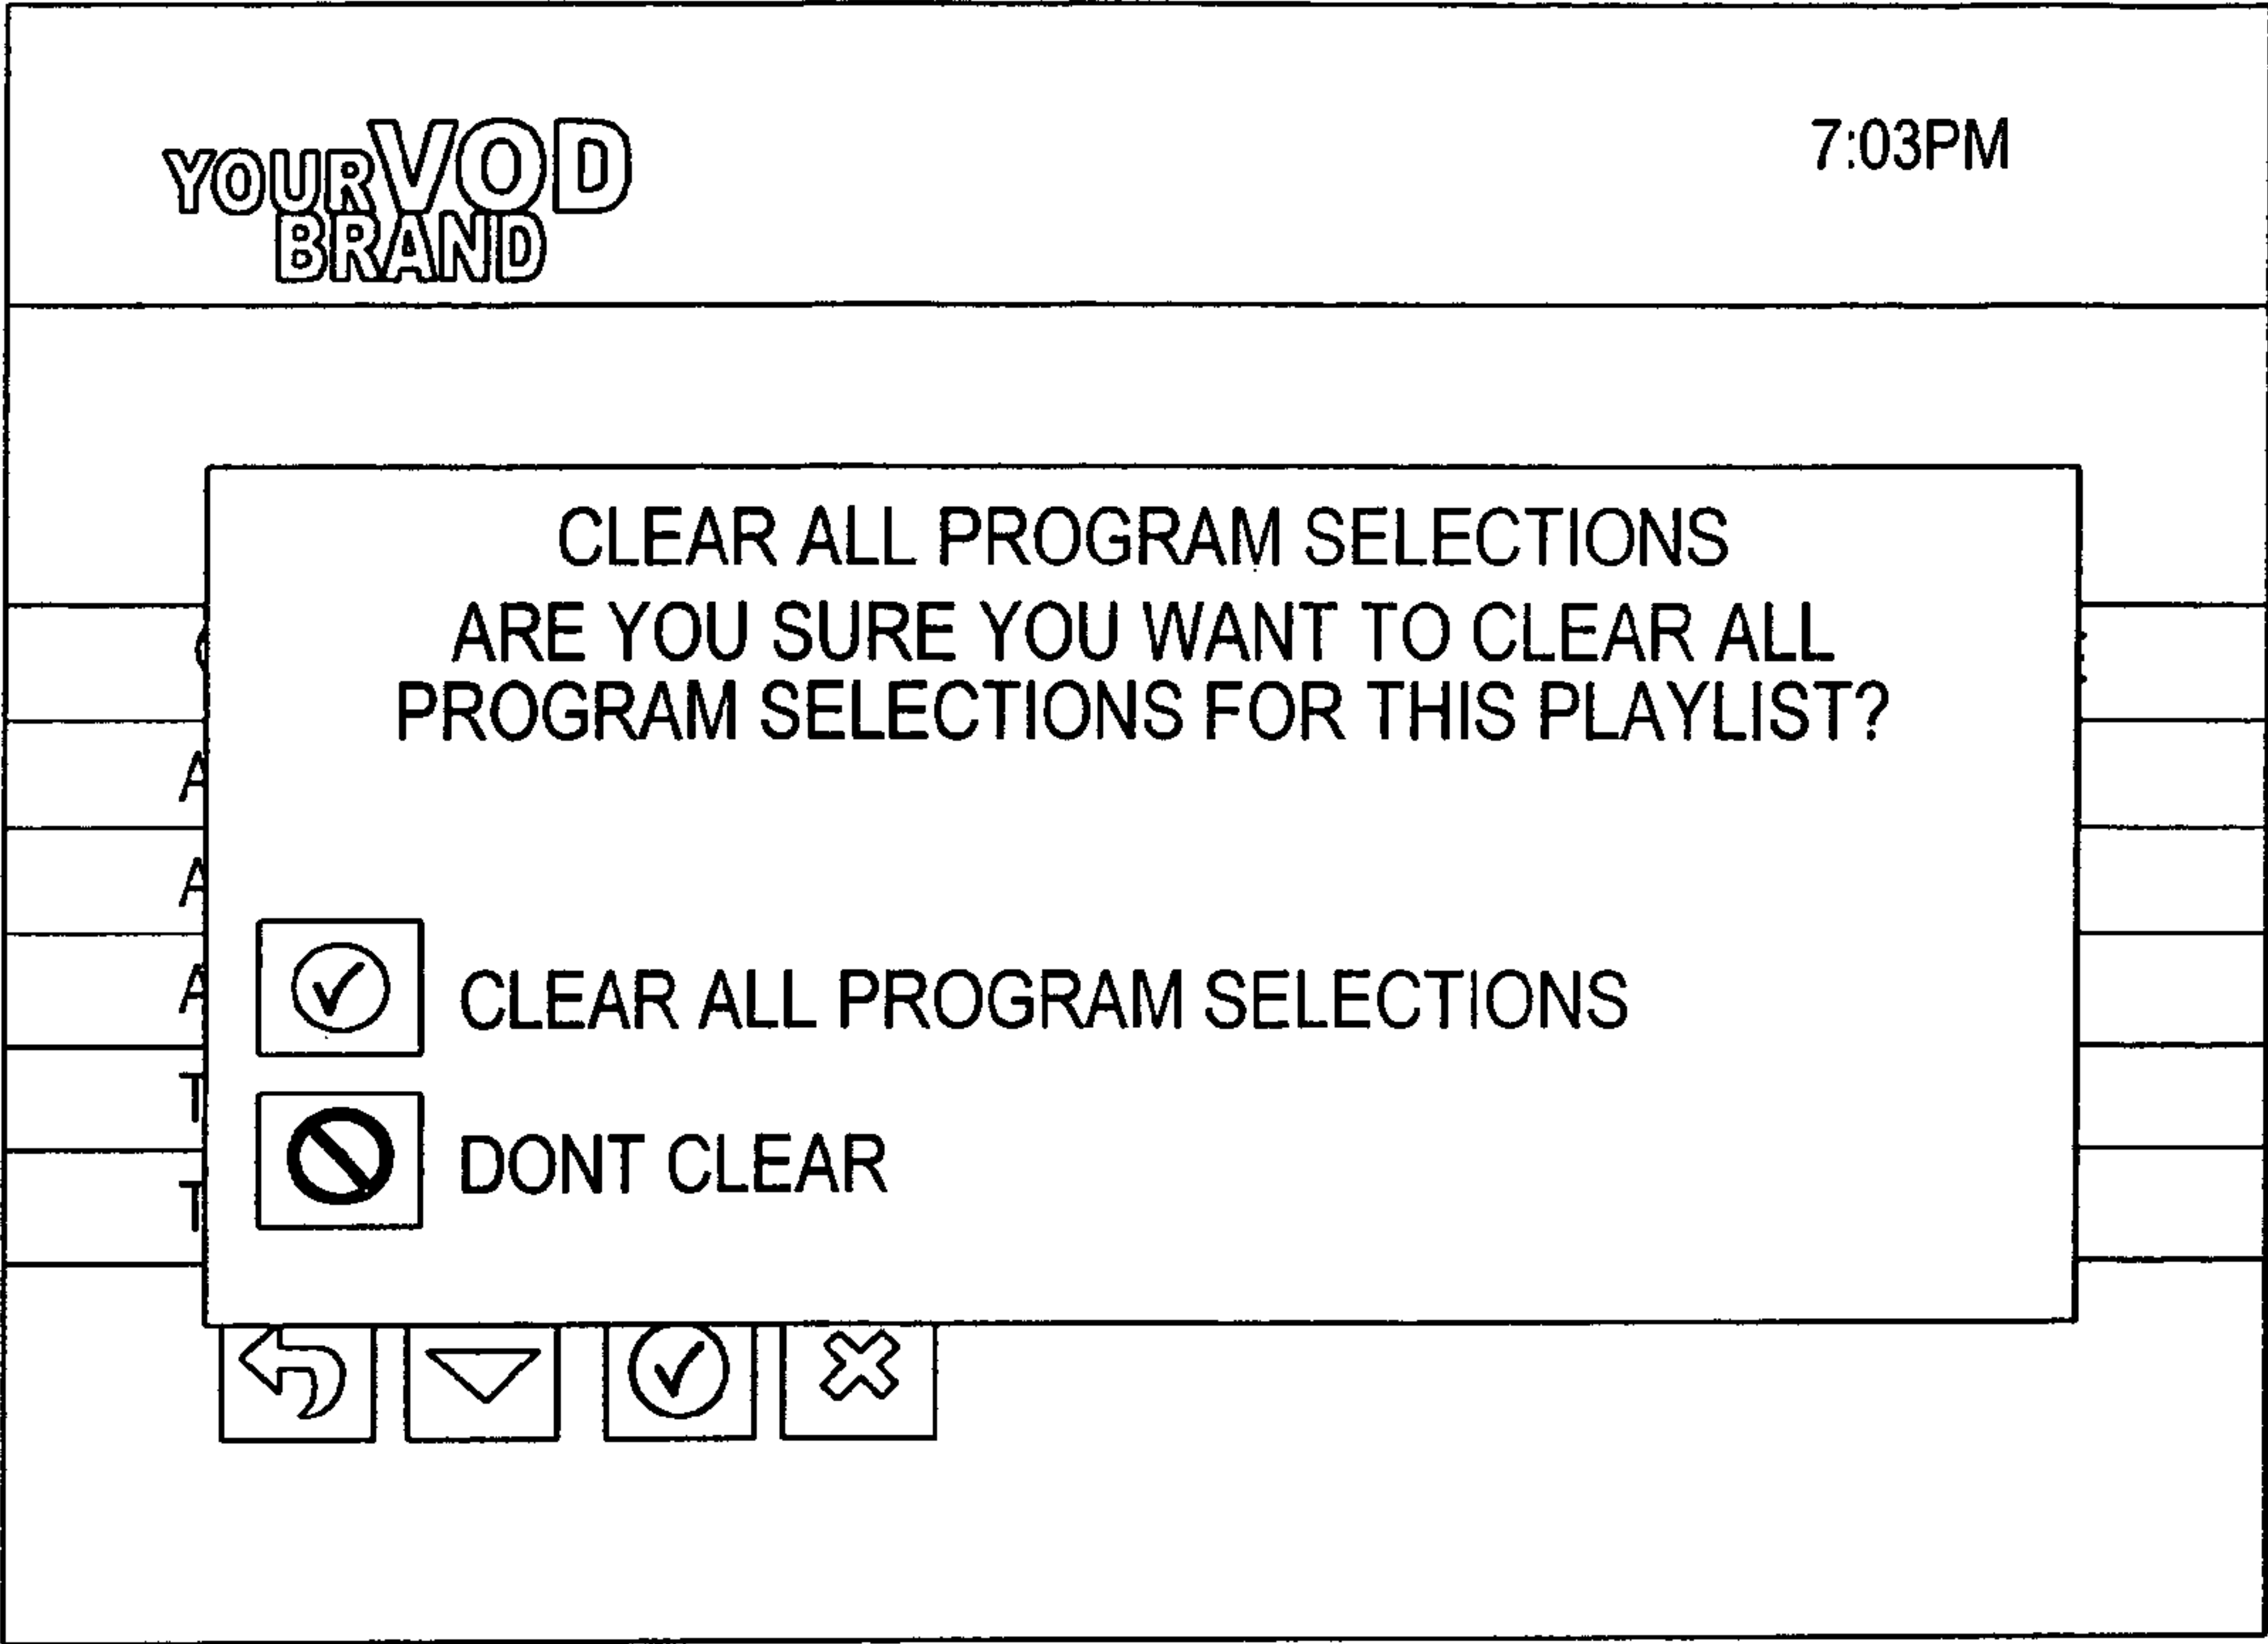 YOUR VOD
BRAND
7:03PM
CLEAR ALL PROGRAM SELECTIONS
ARE YOU SURE YOU WANT TO CLEAR ALL
PROGRAM SELECTIONS FOR THIS PLAYLIST?
A
A
A
CLEAR ALL PROGRAM SELECTIONS
T
DONT CLEAR
T